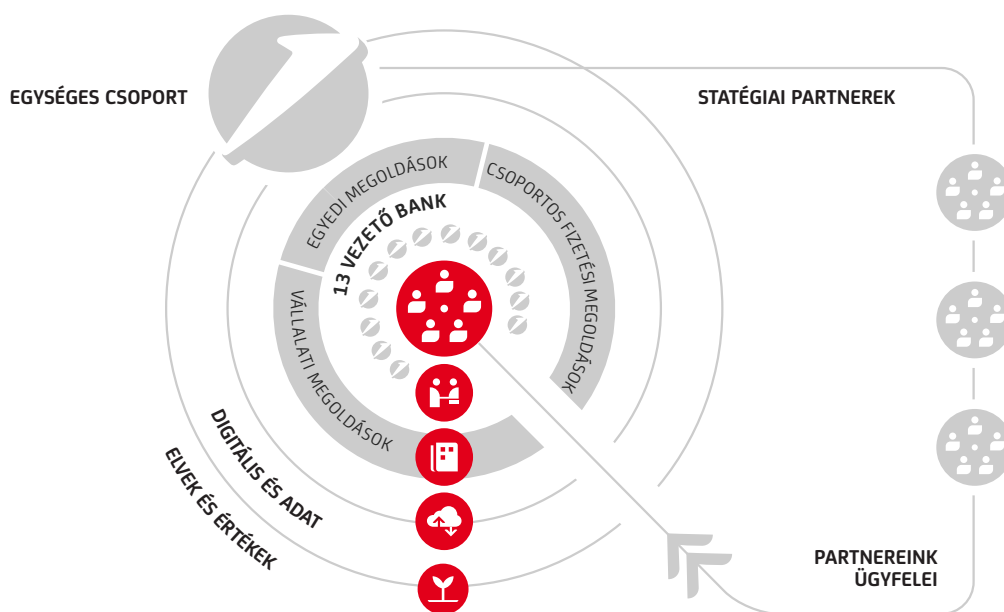 EGYSÉGES CSOPORT
STATÉGIAI PARTNEREK
EGYEDI MEGOLDÁSOK
CSOPORTOS FIZETÉSI MEGOLDÁSOK
13 VEZETŐ BANK
VÁLLALATI MEGOLDÁSOK
DIGITÁLIS ÉS ADAT
ELVEK ÉS ÉRTÉKEK
PARTNEREINK
ÜGYFELEI